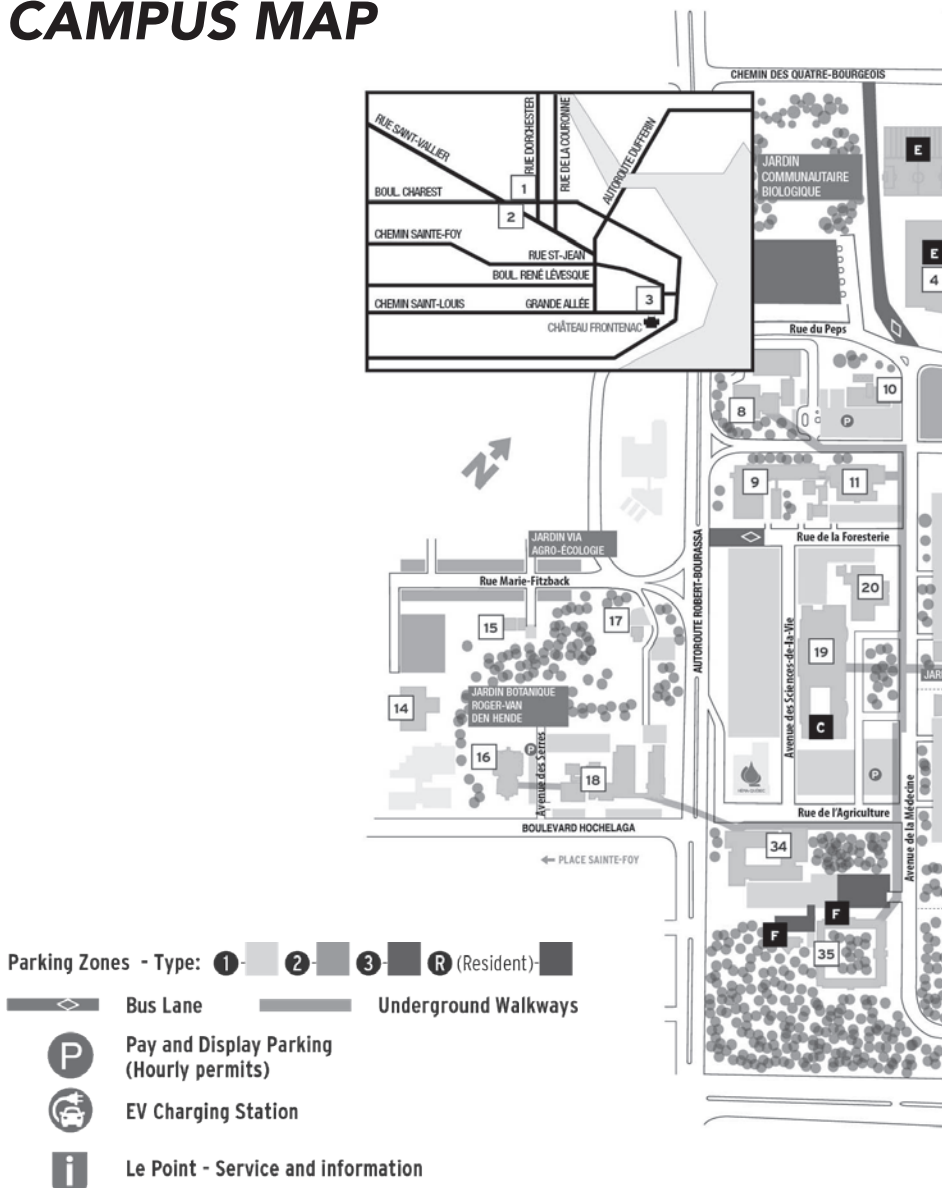 CAMPUS MAP
CHEMIN DES QUATRE-BOURGEOIS
RUE SAINT-VALLIER
RUE DORCHESTER
RUE DE LA COURONNE
AUTOROUTE DUFFERIN
1
BOUL. CHAREST
2
CHEMIN SAINTE-FOY
RUE ST-JEAN
BOUL. RENÉ LÉVESQUE
CHEMIN SAINT-LOUIS
GRANDE ALLÉE
3
CHÂTEAU FRONTENAC
JARDIN
COMMUNAUTAIRE
BIOLOGIQUE
E
E
4
Rue du Peps
8
10
P
N
9
11
JARDIN VIA
AGRO-ÉCOLOGIE
Rue de la Foresterie
Rue Marie-Fitzback
AUTOROUTE ROBERT-BOURASSA
20
15
17
19
Avenue des Sciences-de-la-Vie
JAR
14
JARDIN BOTANIQUE
ROGER-VAN
DEN HENDE
C
16
P
Avenue des Serres
18
P
Rue de l'Agriculture
Avenue de la Médecine
BOULEVARD HOCHELAGA
34
PLACE SAINTE-FOY
F
F
35
Parking Zones - Type: 1 - 2 - 3 - R (Resident)-
Bus Lane
Underground Walkways
P
Pay and Display Parking
(Hourly permits)
EV Charging Station
i
Le Point - Service and information